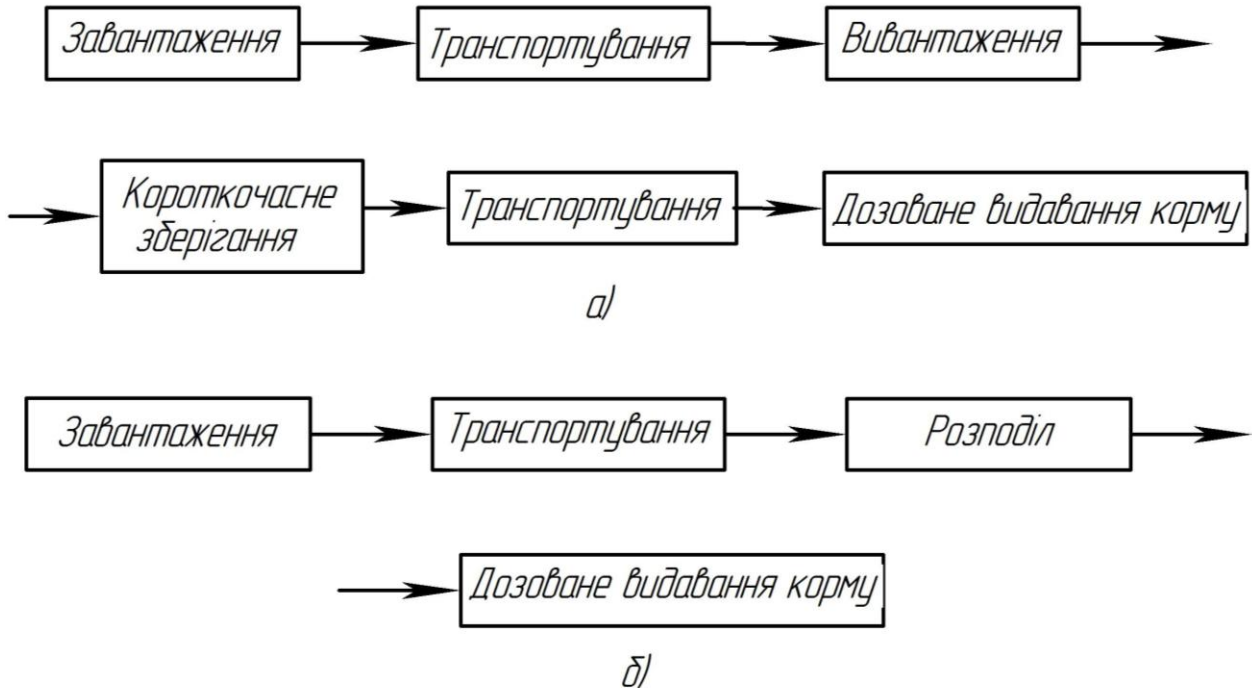 Завантаження
Транспортування
Вивантаження
Короткочасне
зберігання
Транспортування
Дозоване видавання корму
а)
Завантаження
Транспортування
Розподіл
Дозоване видавання корму
б)